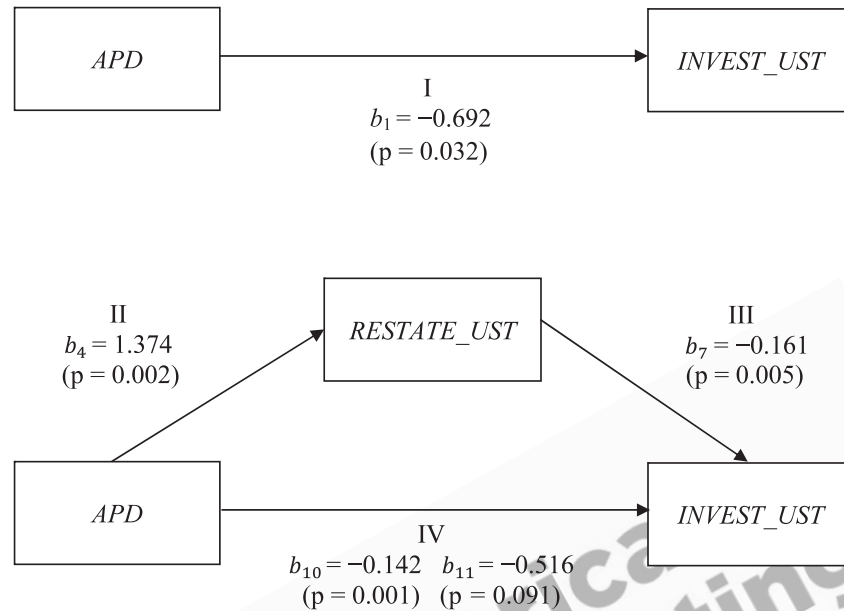 APD
INVEST_UST
I
b₁ = −0.692
(p = 0.032)
RESTATE_UST
II
b₄ = 1.374
(p = 0.002)
III
b₇ = −0.161
(p = 0.005)
APD
INVEST_UST
IV
b₁₀ = −0.142 b₁₁ = −0.516
(p = 0.001) (p = 0.091)